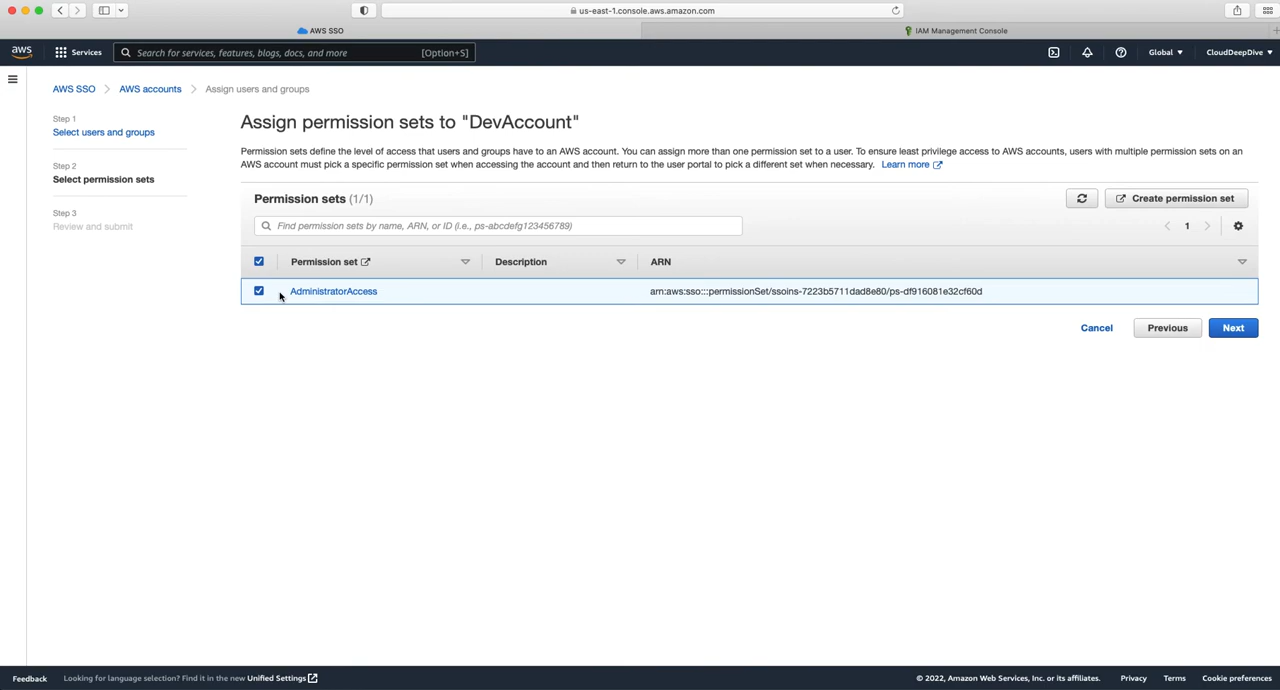 us-east-1.console.aws.amazon.com
AWS SSO
IAM Management Console
aws
Services
Search for services, features, blogs, docs, and more
[Option+S]
Global
CloudDeepDive
AWS SSO
AWS accounts
Assign users and groups
Step 1
Select users and groups
Step 2
Select permission sets
Step 3
Review and submit
Assign permission sets to "DevAccount"
Permission sets define the level of access that users and groups have to an AWS account. You can assign more than one permission set to a user. To ensure least privilege access to AWS accounts, users with multiple permission sets on an
AWS account must pick a specific permission set when accessing the account and then return to the user portal to pick a different set when necessary. Learn more
Permission sets (1/1)
Create permission set
Find permission sets by name, ARN, or ID (i.e., ps-abcdefg123456789)
1
Permission set
Description
ARN
AdministratorAccess
arn:aws:sso:::permissionSet/ssoins-7223b5711dad8e80/ps-df916081e32cf60d
Cancel
Previous
Next
Feedback
Looking for language selection? Find it in the new Unified Settings
© 2022, Amazon Web Services, Inc. or its affiliates.
Privacy
Terms
Cookie preferences